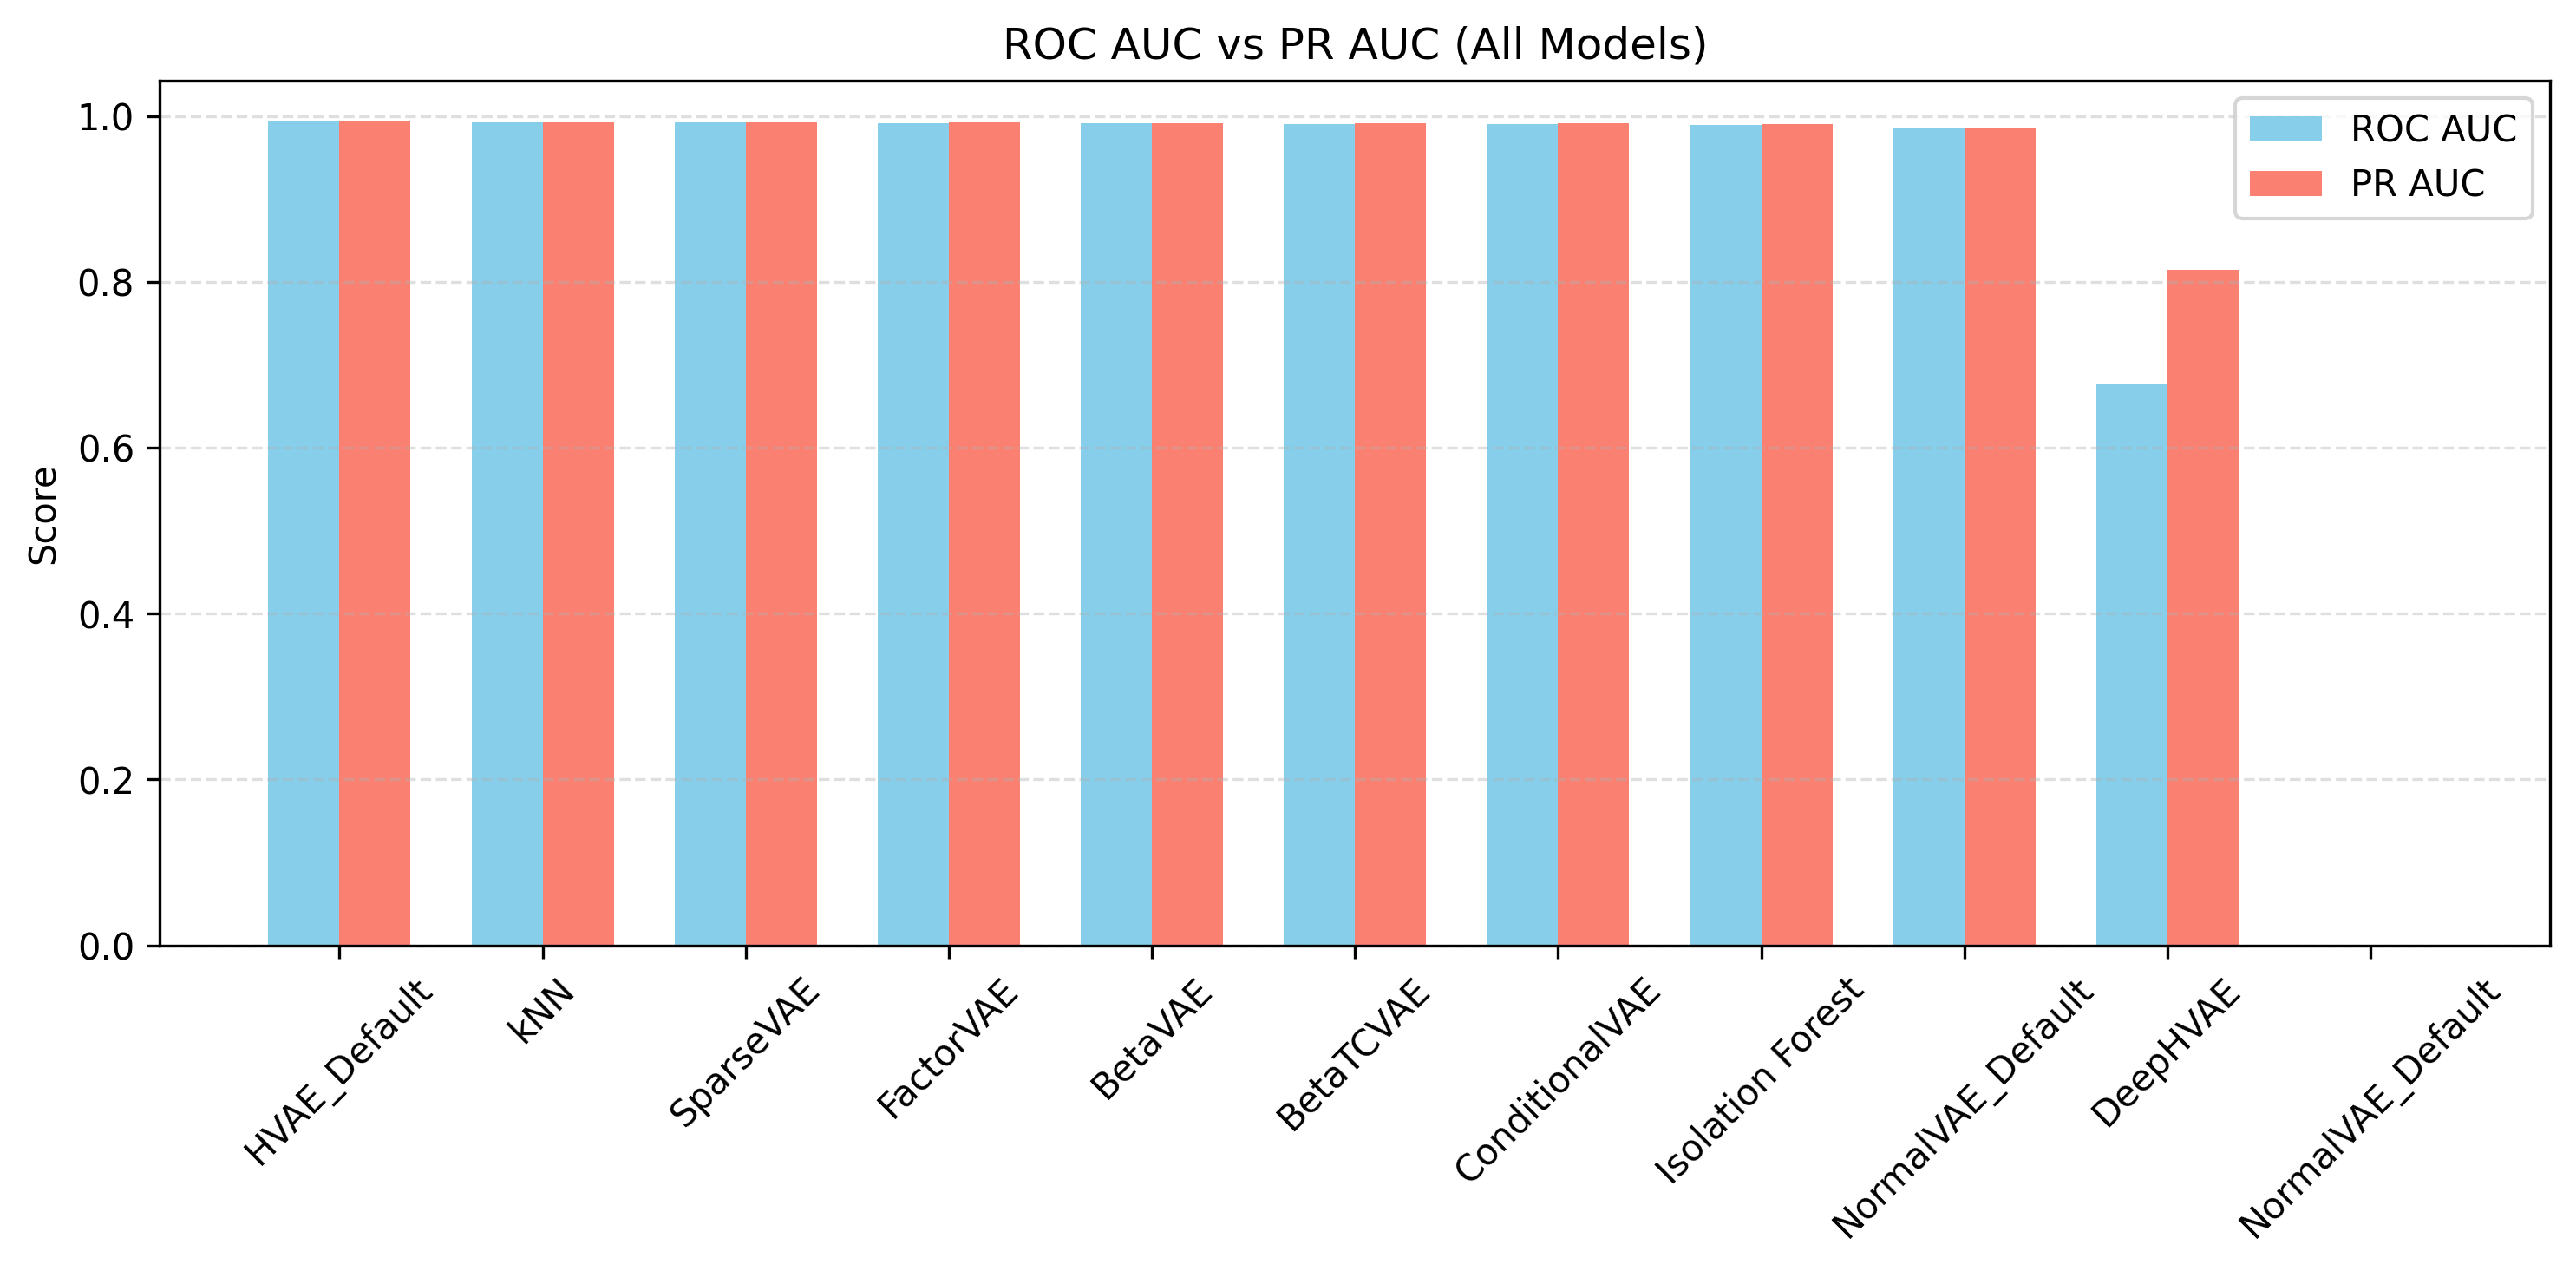 ROC AUC vs PR AUC (All Models)
ROC AUC
PR AUC
Score
1.0
0.8
0.6
0.4
0.2
0.0
HVAE_Default
kNN
SparseVAE
FactorVAE
BetaVAE
BetaTCVAE
ConditionalVAE
Isolation Forest
NormalVAE_Default
DeepHVAE
NormalVAE_Default